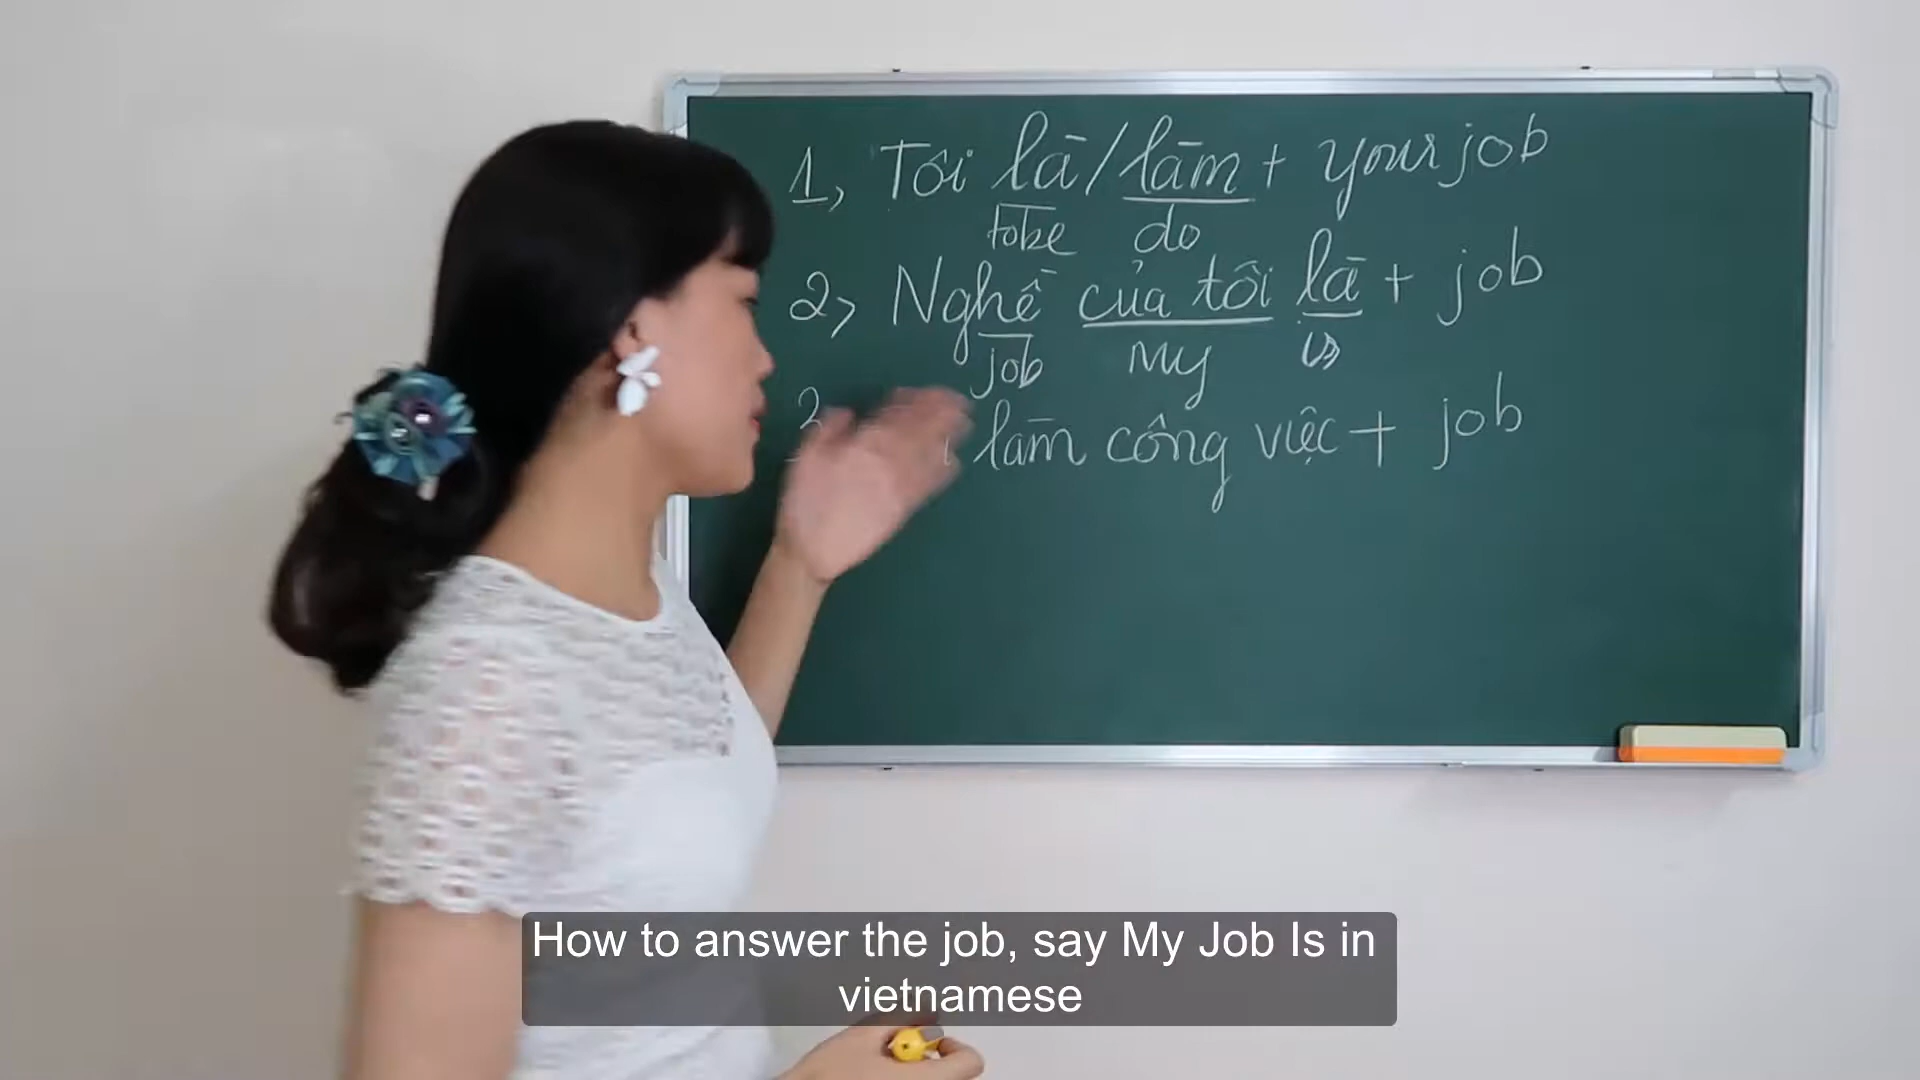 1, Tôi là/làm + your job
tobe do
2, Nghề của tôi là + job
job my is
3 làm công việc + job
How to answer the job, say My Job Is in
vietnamese